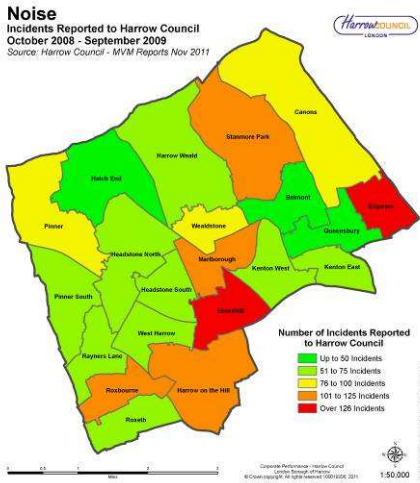 Noise
Incidents Reported to Harrow Council
October 2008 - September 2009
Source: Harrow Council - MVM Reports Nov 2011
HarrowCOUNCIL
LONDON
Canons
Stanmore Park
Harrow Weald
Hatch End
Belmont
Edgware
Pinner
Wealdstone
Queensbury
Headstone North
Marlborough
Kenton West
Kenton East
Pinner South
Headstone South
Greenhill
West Harrow
Rayners Lane
Roxbourne
Harrow on the Hill
Roxeth
Number of Incidents Reported
to Harrow Council
Up to 50 Incidents
51 to 75 Incidents
76 to 100 Incidents
101 to 125 Incidents
Over 126 Incidents
Corporate Performance - Harrow Council
London Borough of Harrow
Miles
1:50,000